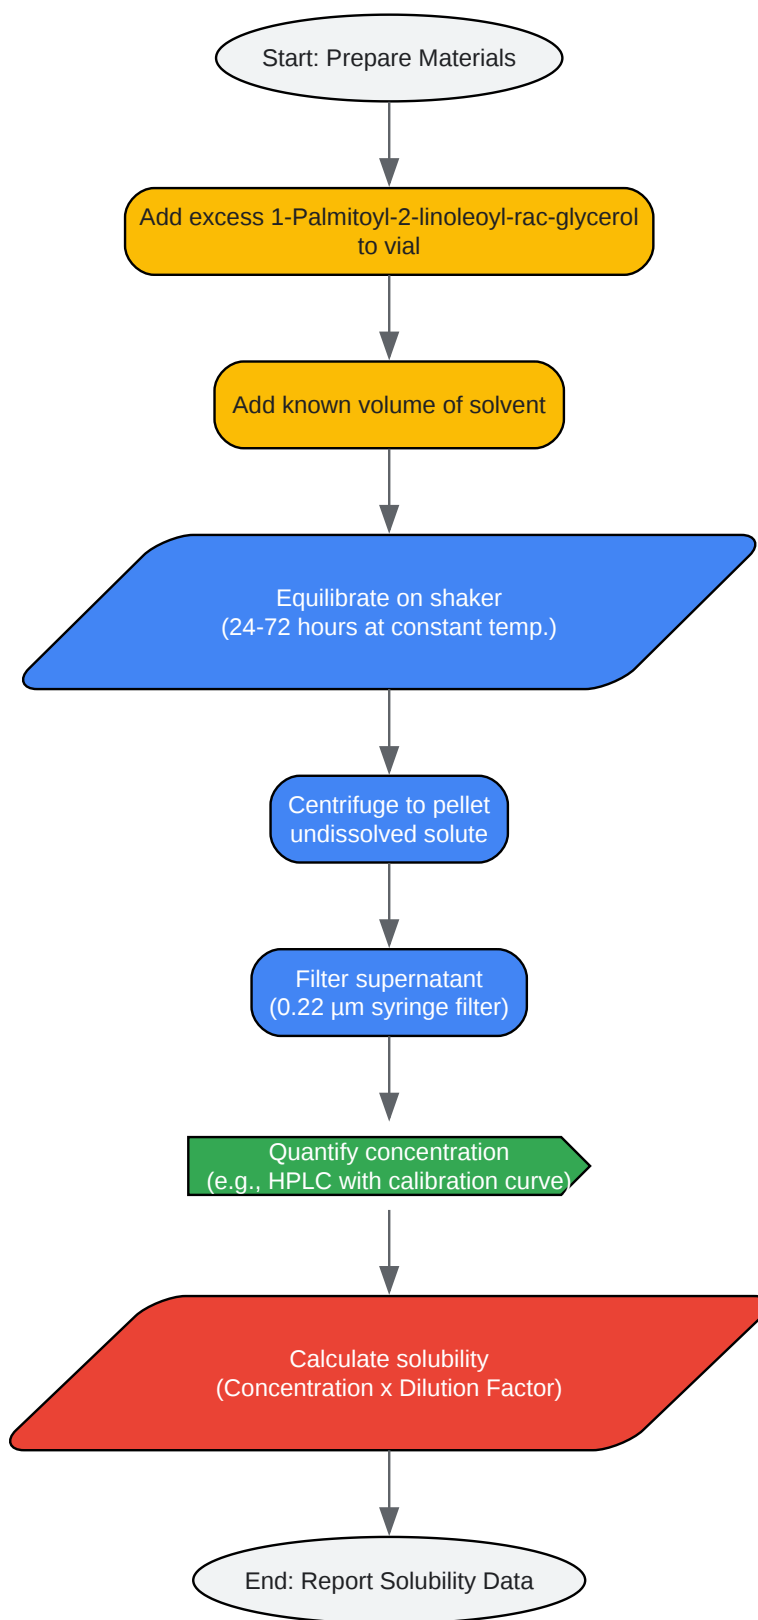 Start: Prepare Materials
Add excess 1-Palmitoyl-2-linoleoyl-rac-glycerol
to vial
Add known volume of solvent
Equilibrate on shaker
(24-72 hours at constant temp.)
Centrifuge to pellet
undissolved solute
Filter supernatant
(0.22 µm syringe filter)
Quantify concentration
(e.g., HPLC with calibration curve)
Calculate solubility
(Concentration x Dilution Factor)
End: Report Solubility Data